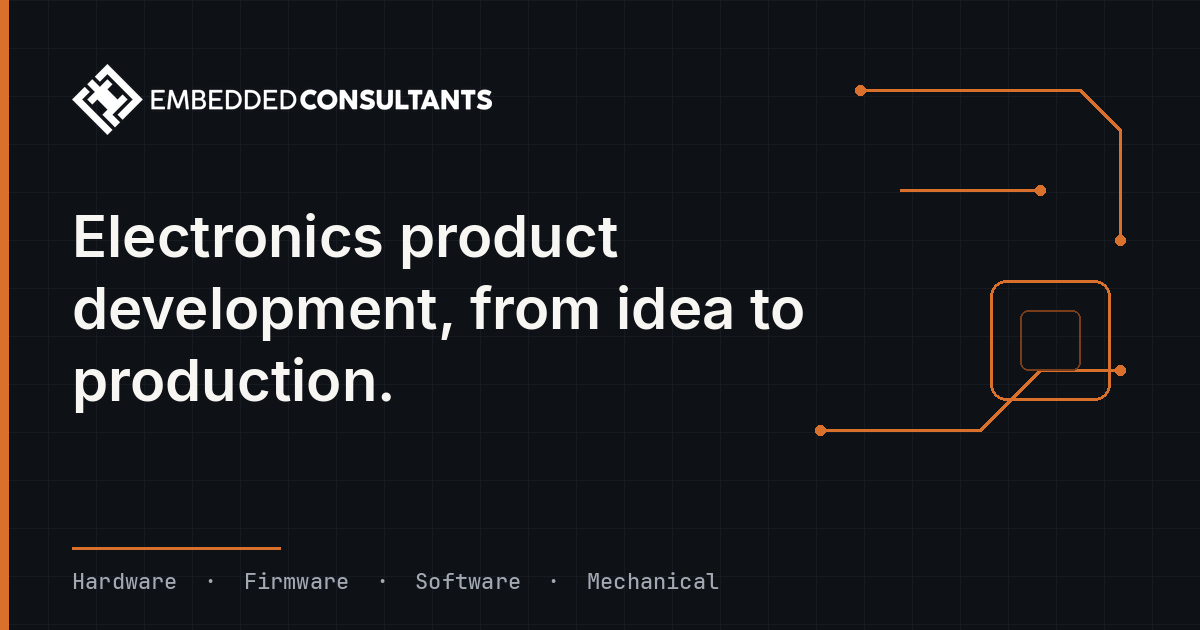 EMBEDDEDCONSULTANTS
Electronics product
development, from idea to
production.
Hardware · Firmware · Software · Mechanical